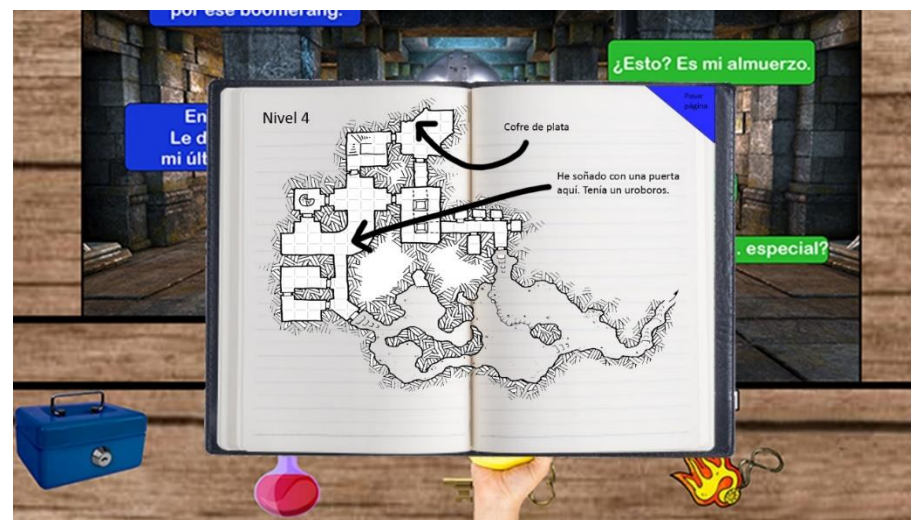 por ese boomerang.
¿Esto? Es mi almuerzo.
Pasar
página
Nivel 4
Cofre de plata
En
Le d
mi últ
He soñado con una puerta
aquí. Tenía un uroboros.
. especial?